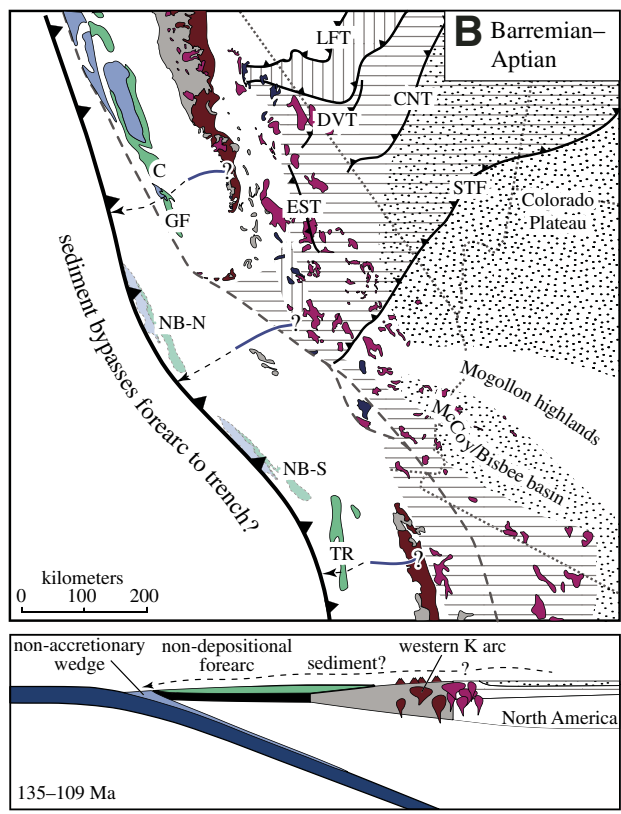 B Barremian–
Aptian
LFT
CNT
DVT
STF
C
?
Colorado
Plateau
EST
GF
sediment bypasses forearc to trench?
NB-N
?
Mogollon highlands
McCoy/Bisbee basin
NB-S
TR
?
kilometers
0 100 200
non-accretionary
wedge
non-depositional
forearc
sediment?
western K arc
?
North America
135–109 Ma